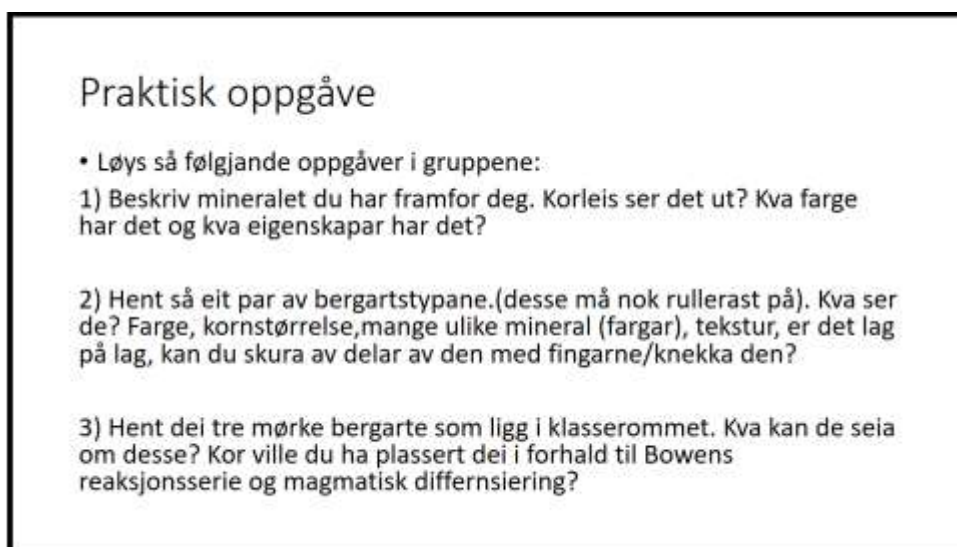 Praktisk oppgåve
• Løys så følgjande oppgåver i gruppene:
1) Beskriv mineralet du har framfor deg. Korleis ser det ut? Kva farge
har det og kva eigenskapar har det?
2) Hent så eit par av bergartstypane.(desse må nok rullerast på). Kva ser
de? Farge, kornstørrelse,mange ulike mineral (fargar), tekstur, er det lag
på lag, kan du skura av delar av den med fingarne/knekka den?
3) Hent dei tre mørke bergarte som ligg i klasserommet. Kva kan de seia
om desse? Kor ville du ha plassert dei i forhald til Bowens
reaksjonsserie og magmatisk differnsiering?